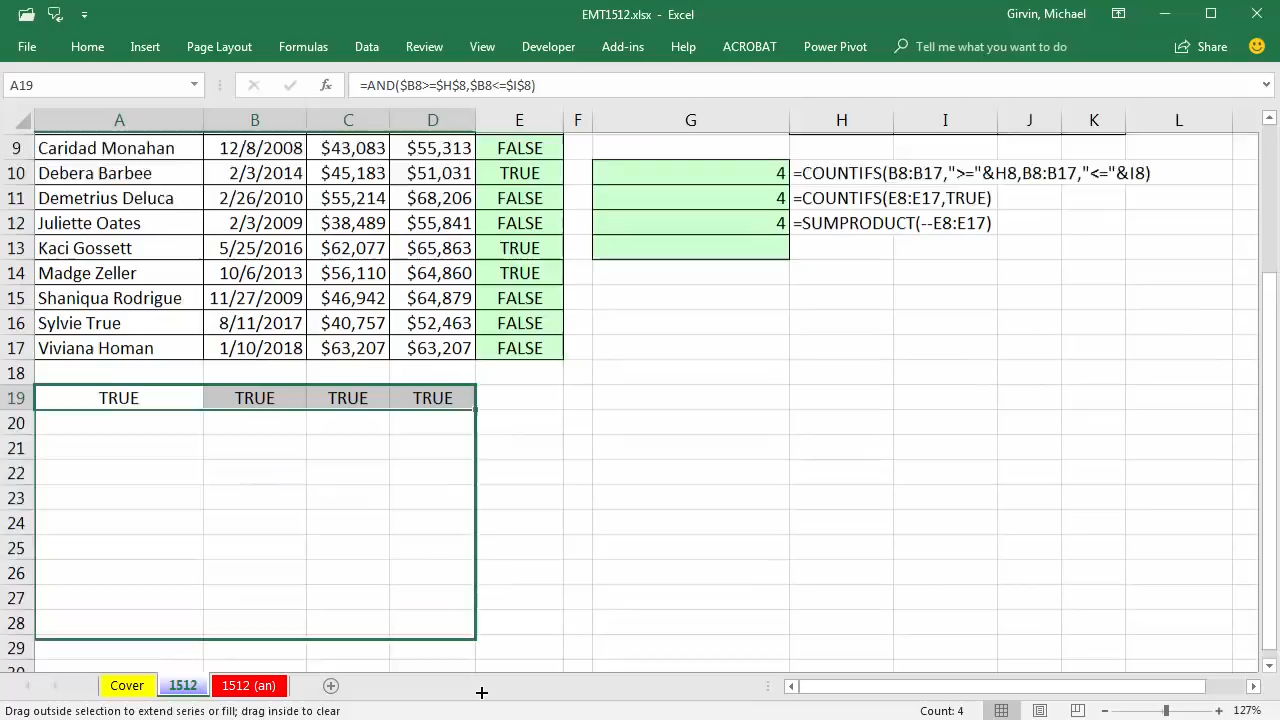 EMT1512.xlsx - Excel
Girvin, Michael
File Home Insert Page Layout Formulas Data Review View Developer Add-ins Help ACROBAT Power Pivot Tell me what you want to do Share
A19 fx =AND($B8>=$H$8,$B8<=$I$8)
A B C D E F G H I J K L
9 Caridad Monahan 12/8/2008 $43,083 $55,313 FALSE
10 Debera Barbee 2/3/2014 $45,183 $51,031 TRUE 4 =COUNTIFS(B8:B17,">="&H8,B8:B17,"<="&I8)
11 Demetrius Deluca 2/26/2010 $55,214 $68,206 FALSE 4 =COUNTIFS(E8:E17,TRUE)
12 Juliette Oates 2/3/2009 $38,489 $55,841 FALSE 4 =SUMPRODUCT(--E8:E17)
13 Kaci Gossett 5/25/2016 $62,077 $65,863 TRUE
14 Madge Zeller 10/6/2013 $56,110 $64,860 TRUE
15 Shaniqua Rodrigue 11/27/2009 $46,942 $64,879 FALSE
16 Sylvie True 8/11/2017 $40,757 $52,463 FALSE
17 Viviana Homan 1/10/2018 $63,207 $63,207 FALSE
18
19 TRUE TRUE TRUE TRUE
20
21
22
23
24
25
26
27
28
29
Cover 1512 1512 (an)
Drag outside selection to extend series or fill; drag inside to clear Count: 4 127%